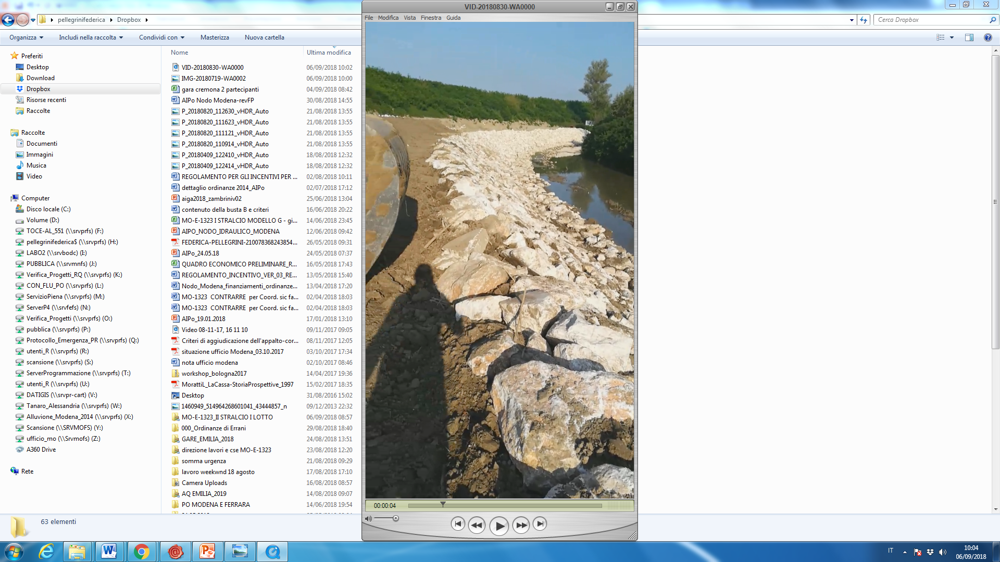 VID-20180830-WA0000
File Modifica Vista Finestra Guida
pellegrinifederica Dropbox
Cerca Dropbox
Organizza Includi nella raccolta Condividi con Masterizza Nuova cartella
Preferiti
Desktop
Download
Dropbox
Risorse recenti
Raccolte
Raccolte
Documenti
Immagini
Musica
Video
Computer
Disco locale (C:)
Volume (D:)
TOCE-AL_551 (\\srvprfs) (F:)
pellegrinifederica$ (\\srvprfs) (H:)
LABO2 (\\srvbodc) (I:)
PUBBLICA (\\srvmnfs) (J:)
Verifica_Progetti_RQ (\\srvprfs) (K:)
CON_FLU_PO (\\srvprfs) (L:)
ServizioPiena (\\srvprfs) (M:)
ServerP4 (\\srvfefs) (N:)
Verifica_Progetti (\\srvprfs) (O:)
pubblica (\\srvprfs) (P:)
Protocollo_Emergenza_PR (\\srvprfs) (Q:)
utenti_R (\\srvprfs) (R:)
scansione (\\srvprfs) (S:)
ServerProgrammazione (\\srvprfs) (T:)
utenti_R (\\srvprfs) (U:)
DATIGIS (\\srvpr-cart) (V:)
Tanaro_Alessandria (\\srvprfs) (W:)
Alluvione_Modena_2014 (\\srvprfs) (X:)
Scansione (\\SRVMOFS) (Y:)
ufficio_mo (\\Srvmofs) (Z:)
A360 Drive
Rete
Nome Ultima modifica
VID-20180830-WA0000 06/09/2018 10:02
IMG-20180719-WA0002 06/09/2018 10:00
gara cremona 2 partecipanti 04/09/2018 08:42
AIPo Nodo Modena-revFP 30/08/2018 14:55
P_20180820_112630_vHDR_Auto 21/08/2018 13:55
P_20180820_111623_vHDR_Auto 21/08/2018 13:55
P_20180820_111121_vHDR_Auto 21/08/2018 13:55
P_20180820_110914_vHDR_Auto 21/08/2018 13:55
P_20180409_122410_vHDR_Auto 18/08/2018 12:32
P_20180409_122414_vHDR_Auto 18/08/2018 12:32
REGOLAMENTO PER GLI INCENTIVI PER ... 02/08/2018 10:11
dettaglio ordinanze 2014_AIPo 02/07/2018 17:12
aiga2018_zambriniv02 25/06/2018 13:04
contenuto della busta B e criteri 16/06/2018 20:22
MO-E-1323 I STRALCIO MODELLO G - gi... 14/06/2018 23:45
AIPO_NODO_IDRAULICO_MODENA 12/06/2018 09:42
FEDERICA-PELLEGRINI-210078368243854... 26/05/2018 09:31
AIPo_24.05.18 24/05/2018 07:37
QUADRO ECONOMICO PRELIMINARE_R... 16/05/2018 17:43
REGOLAMENTO_INCENTIVO_VER_03_RE... 13/05/2018 15:40
Nodo_Modena_finanziamenti_ordinanze... 13/04/2018 17:20
MO-1323 CONTRARRE per Coord. sic fa... 02/04/2018 18:03
MO-1323 CONTRARRE per Coord. sic fa... 02/04/2018 18:03
AIPo_19.01.2018 17/01/2018 13:10
Video 08-11-17, 16 11 10 09/11/2017 09:05
Criteri di aggiudicazione dell'appalto-cor... 08/11/2017 12:05
situazione ufficio Modena_03.10.2017 03/10/2017 17:34
nota ufficio modena 02/10/2017 08:46
workshop_bologna2017 14/04/2017 19:36
MorattiL_LaCassa-StoriaProspettive_1997 15/02/2017 18:35
Desktop 31/08/2016 15:02
1460949_514964268601041_43444857_n 09/12/2013 22:32
MO-E-1323_II STRALCIO I LOTTO 06/09/2018 08:57
000_Ordinanze di Errani 29/08/2018 18:40
GARE_EMILIA_2018 24/08/2018 13:51
direzione lavori e cse MO-E-1323 23/08/2018 12:20
somma urgenza 21/08/2018 09:29
lavoro weekwnd 18 agosto 17/08/2018 17:10
Camera Uploads 16/08/2018 08:57
AQ EMILIA_2019 14/08/2018 09:07
PO MODENA E FERRARA 14/06/2018 19:54
00:00:04
63 elementi
IT
10:04
06/09/2018